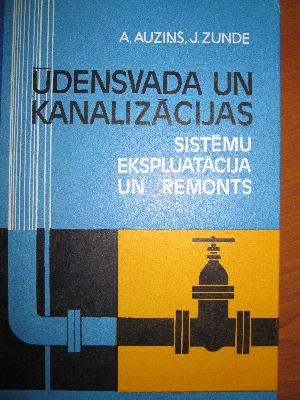 A. AUZIŅŠ, J. ZUNDE
ŪDENSVADA UN
KANALIZĀCIJAS
SISTĒMU
EKSPLUATĀCIJA
UN REMONTS